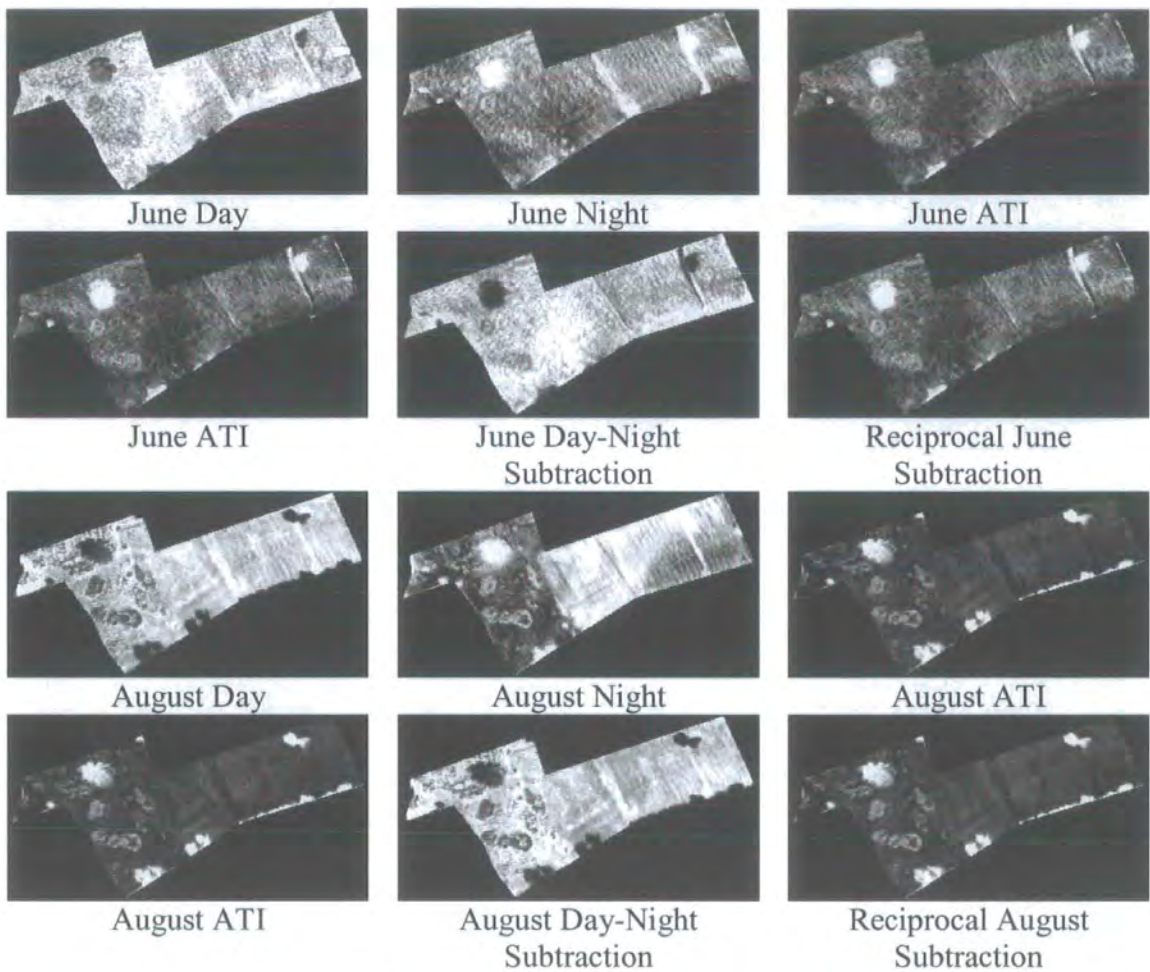 June Day
June Night
June ATI
June ATI
June Day-Night
Subtraction
Reciprocal June
Subtraction
August Day
August Night
August ATI
August ATI
August Day-Night
Subtraction
Reciprocal August
Subtraction